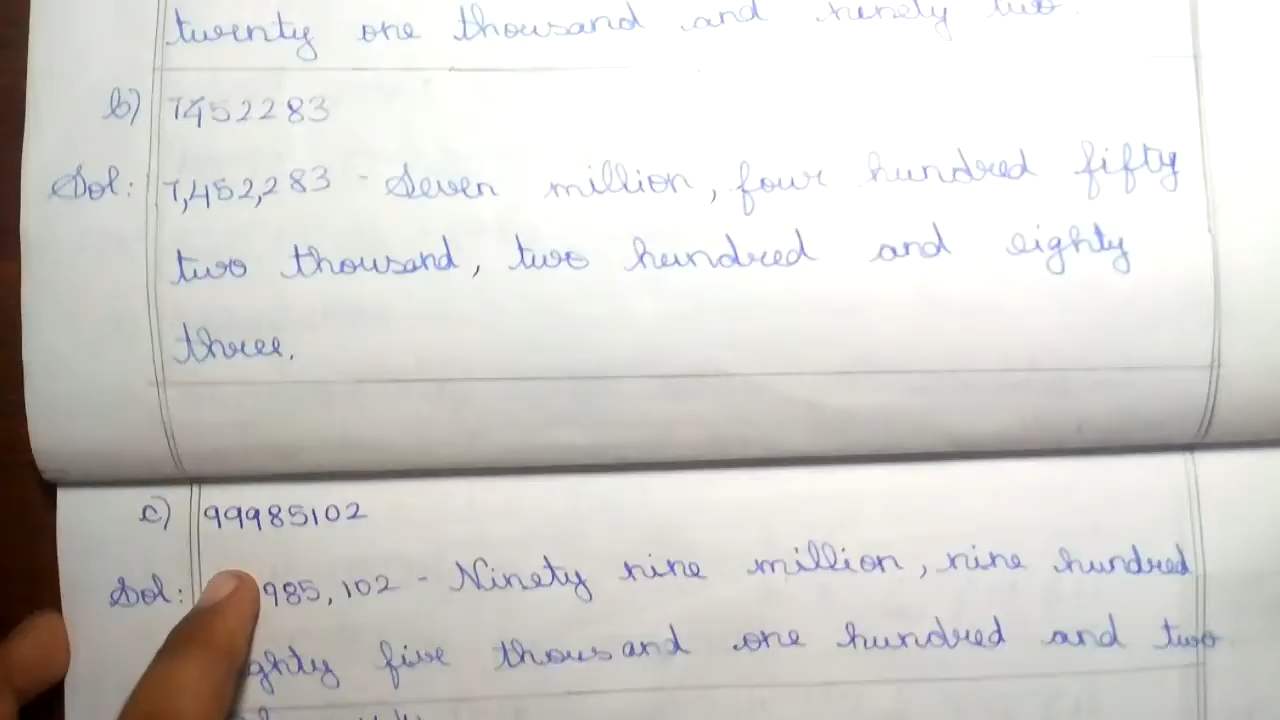 twenty one thousand and ninety two
b) 7452283
Sol: 7,452,283 - Seven million, four hundred fifty
two thousand, two hundred and eighty
three.
c) 99985102
Sol: 985,102 - Ninety nine million, nine hundred
ghty five thousand one hundred and two